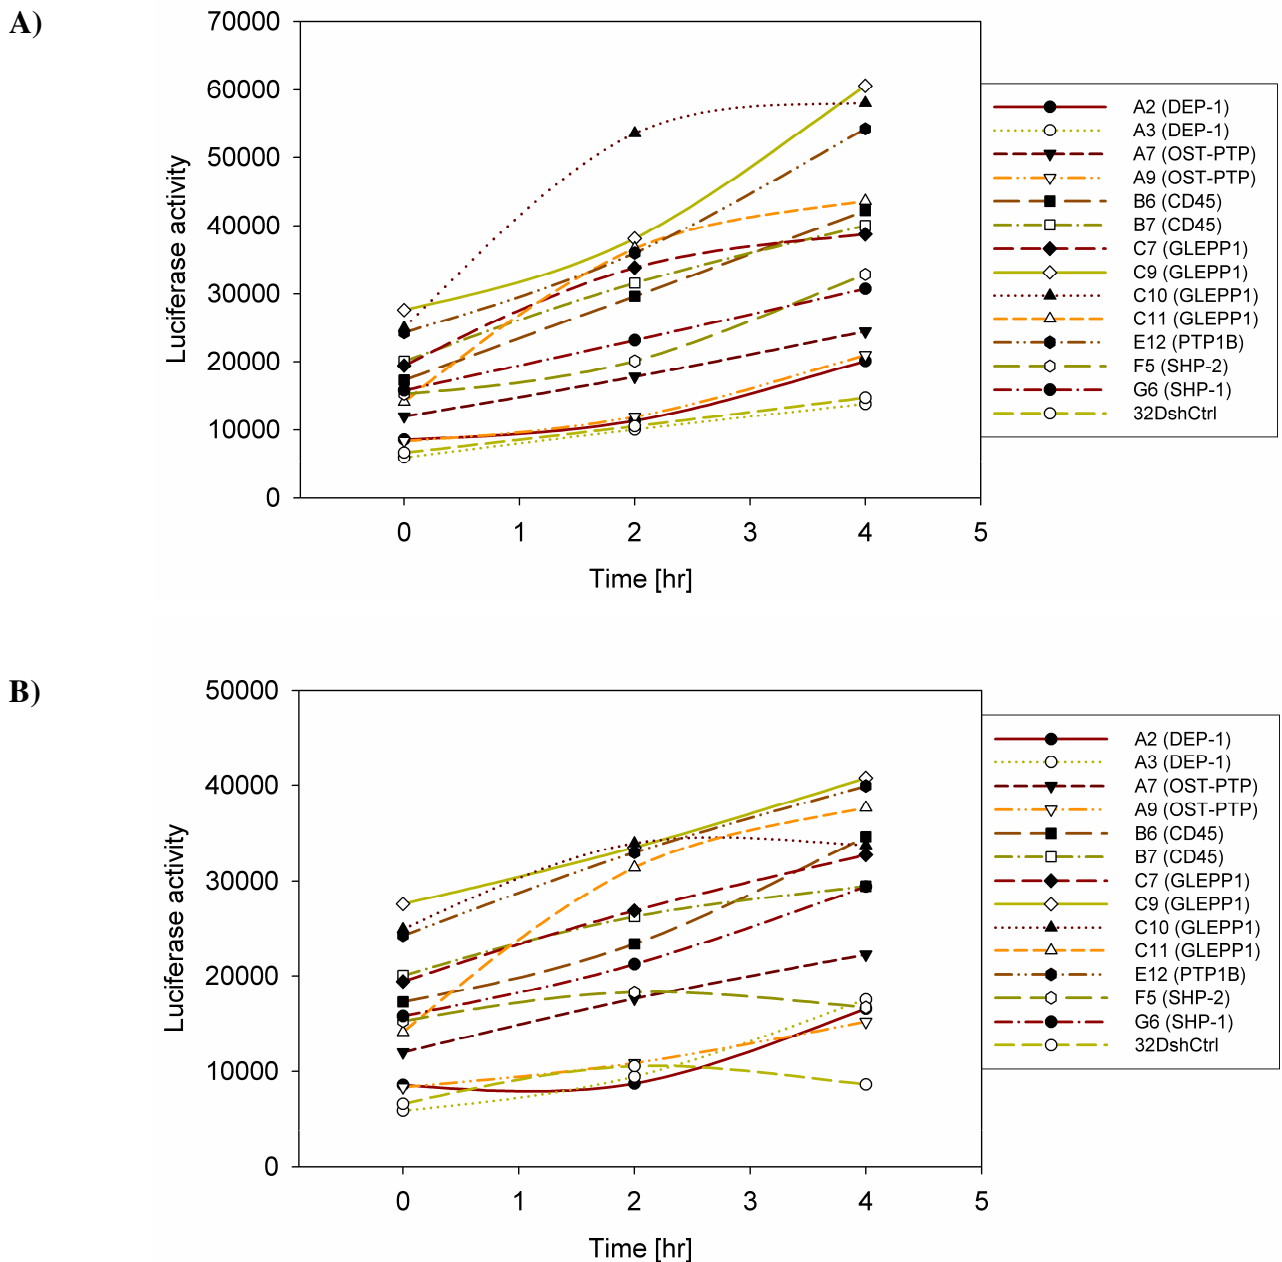 A)
70000
60000
50000
40000
30000
20000
10000
0
Luciferase activity
0 1 2 3 4 5
Time [hr]
A2 (DEP-1)
A3 (DEP-1)
A7 (OST-PTP)
A9 (OST-PTP)
B6 (CD45)
B7 (CD45)
C7 (GLEPP1)
C9 (GLEPP1)
C10 (GLEPP1)
C11 (GLEPP1)
E12 (PTP1B)
F5 (SHP-2)
G6 (SHP-1)
32DshCtrl
B)
50000
40000
30000
20000
10000
0
Luciferase activity
0 1 2 3 4 5
Time [hr]
A2 (DEP-1)
A3 (DEP-1)
A7 (OST-PTP)
A9 (OST-PTP)
B6 (CD45)
B7 (CD45)
C7 (GLEPP1)
C9 (GLEPP1)
C10 (GLEPP1)
C11 (GLEPP1)
E12 (PTP1B)
F5 (SHP-2)
G6 (SHP-1)
32DshCtrl